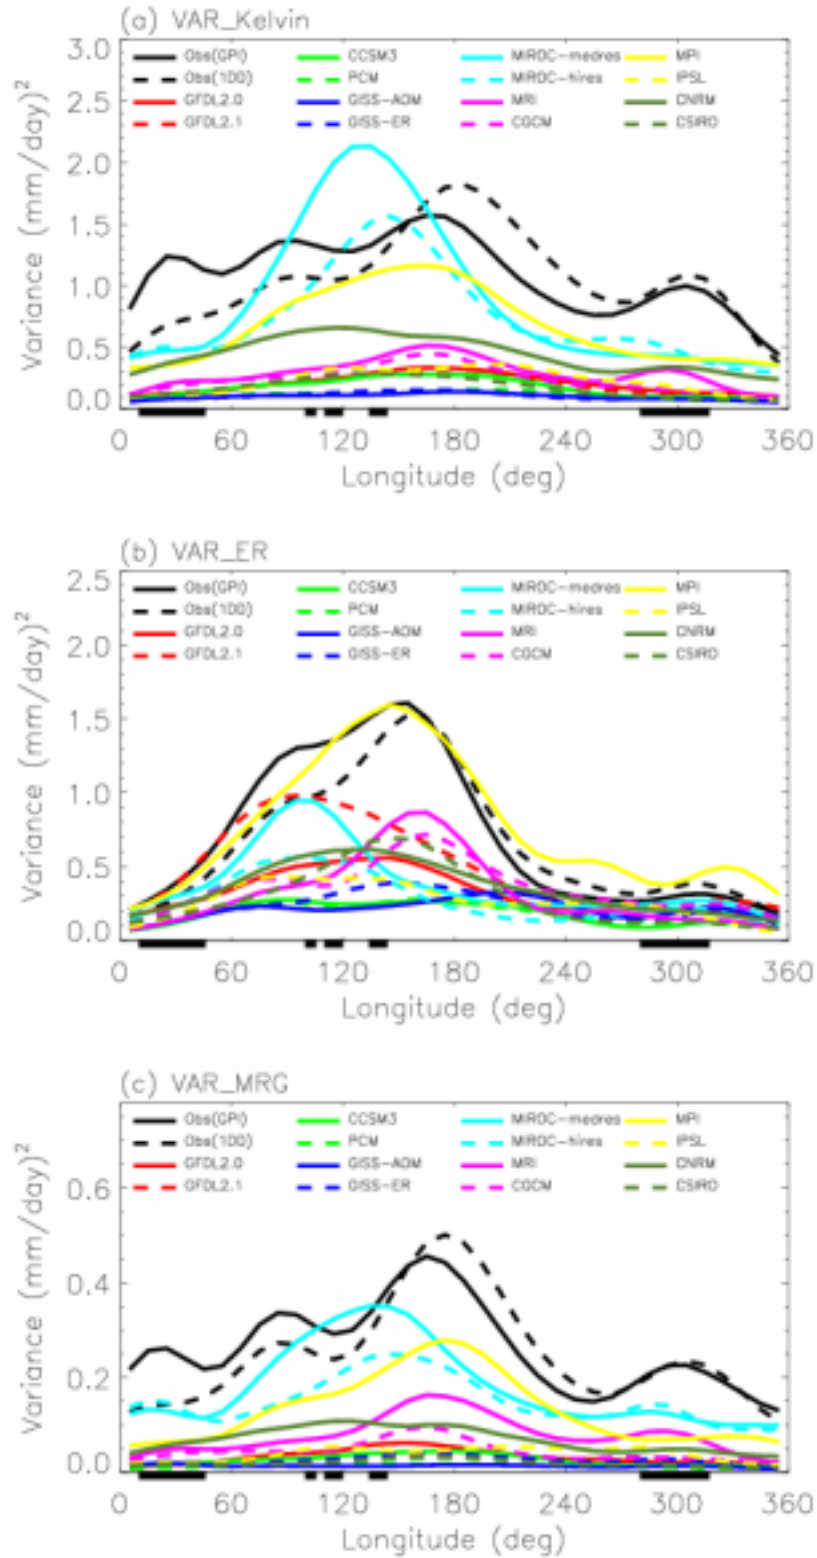 (a) VAR_Kelvin
Variance (mm/day)²
3.0
2.5
2.0
1.5
1.0
0.5
0.0
Obs(GPI) CCSM3 MIROC-medres MPI
Obs(1DD) PCM MIROC-hires IPSL
GFDL2.0 GISS-AOM MRI CNRM
GFDL2.1 GISS-ER CGCM CSIRO
0 60 120 180 240 300 360
Longitude (deg)
(b) VAR_ER
Variance (mm/day)²
2.5
2.0
1.5
1.0
0.5
0.0
Obs(GPI) CCSM3 MIROC-medres MPI
Obs(1DD) PCM MIROC-hires IPSL
GFDL2.0 GISS-AOM MRI CNRM
GFDL2.1 GISS-ER CGCM CSIRO
0 60 120 180 240 300 360
Longitude (deg)
(c) VAR_MRG
Variance (mm/day)²
0.6
0.4
0.2
0.0
Obs(GPI) CCSM3 MIROC-medres MPI
Obs(1DD) PCM MIROC-hires IPSL
GFDL2.0 GISS-AOM MRI CNRM
GFDL2.1 GISS-ER CGCM CSIRO
0 60 120 180 240 300 360
Longitude (deg)